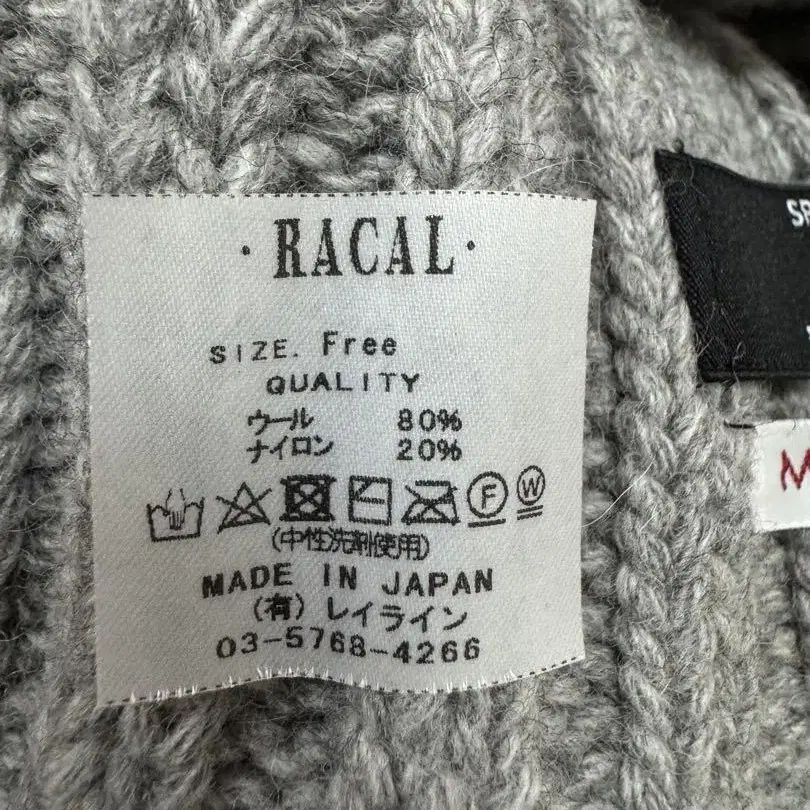 ·RACAL·
SIZE. Free
QUALITY
ウール 80%
ナイロン 20%
F W
(中性洗剤使用)
MADE IN JAPAN
(有) レイライン
03-5768-4266
M